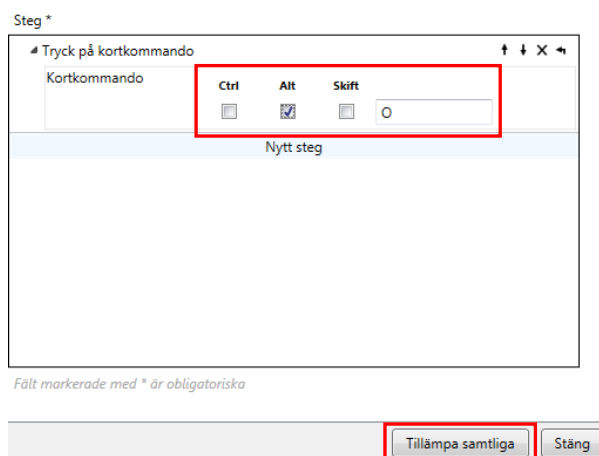 Steg *
Tryck på kortkommando
Kortkommando
Ctrl Alt Skift
O
Nytt steg
Fält markerade med * är obligatoriska
Tillämpa samtliga Stäng